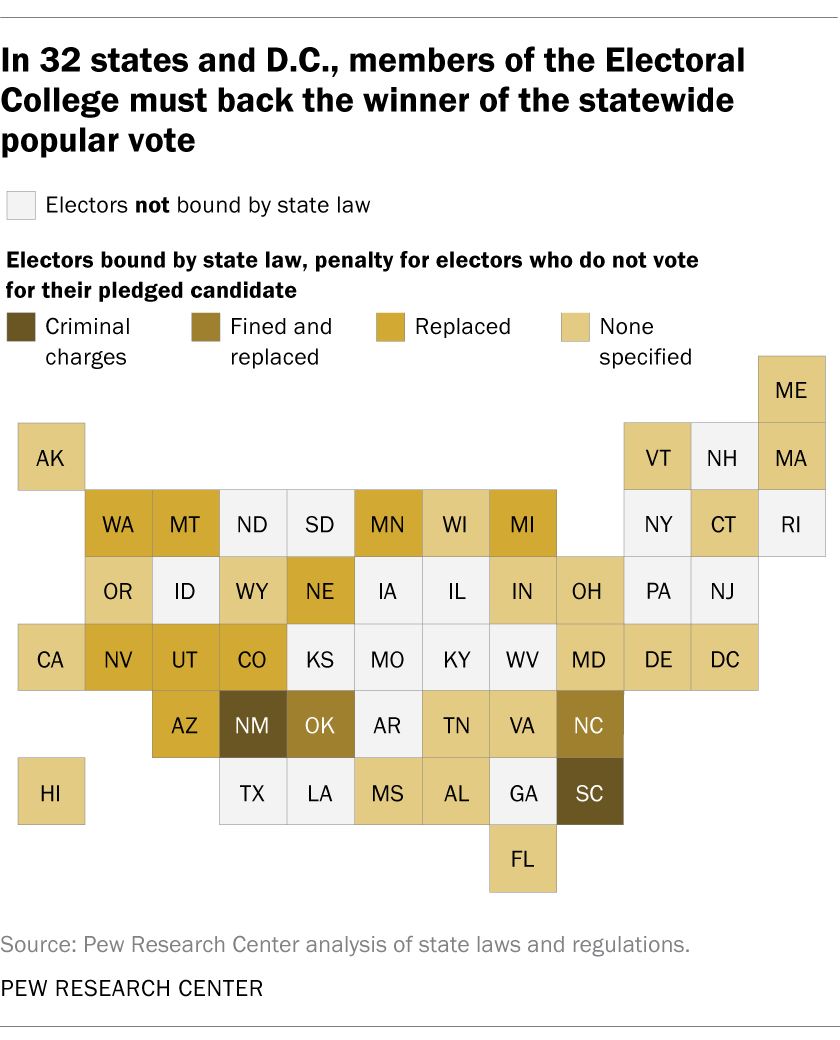 In 32 states and D.C., members of the Electoral
College must back the winner of the statewide
popular vote
Electors not bound by state law
Electors bound by state law, penalty for electors who do not vote
for their pledged candidate
Criminal charges
Fined and replaced
Replaced
None specified
ME
AK VT NH MA
WA MT ND SD MN WI MI NY CT RI
OR ID WY NE IA IL IN OH PA NJ
CA NV UT CO KS MO KY WV MD DE DC
AZ NM OK AR TN VA NC
HI TX LA MS AL GA SC
FL
Source: Pew Research Center analysis of state laws and regulations.
PEW RESEARCH CENTER